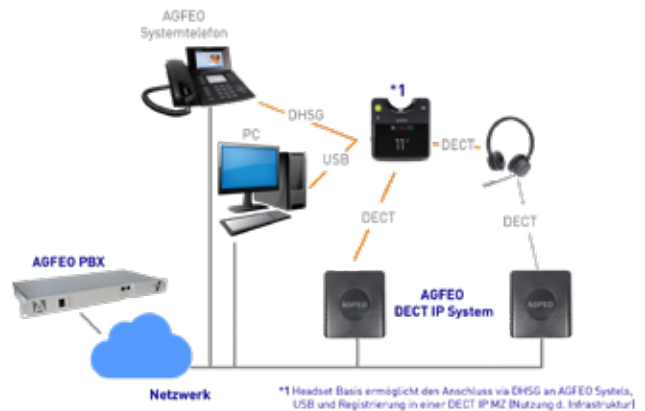 AGFEO
Systemtelefon
*1
DHSG
PC
USB
DECT
11
DECT
DECT
AGFEO PBX
AGFEO
AGFEO
DECT IP System
AGFEO
Netzwerk
*1 Headset Basis ermöglicht den Anschluss via DHSG an AGFEO Systels,
USB und Registrierung in einer DECT IP MZ (Nutzung d. Infrastruktur)